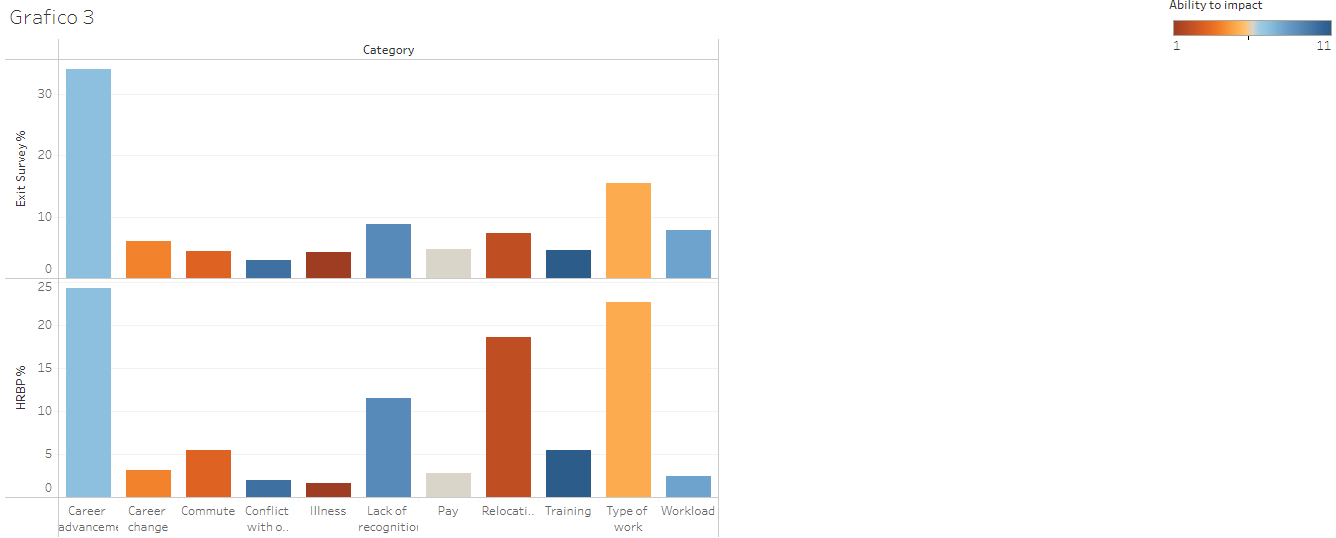 Grafico 3
Ability to impact
1 11
Category
Exit Survey %
30
20
10
0
HRBP %
25
20
15
10
5
0
Career advanceme
Career change
Commute
Conflict with o..
Illness
Lack of recognitio
Pay
Relocati..
Training
Type of work
Workload